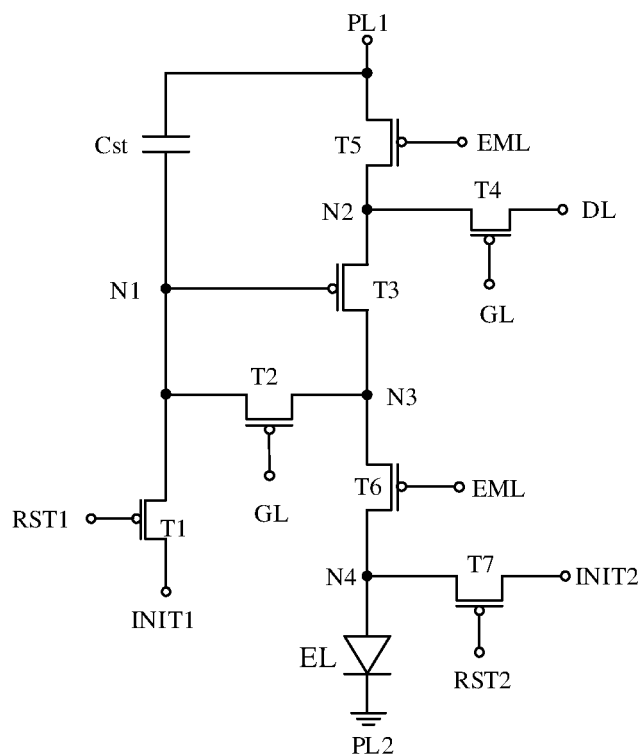 PL1
Cst
T5
EML
N2
T4
DL
N1
T3
GL
T2
N3
T6
EML
GL
RST1
T1
N4
T7
INIT2
INIT1
EL
RST2
PL2